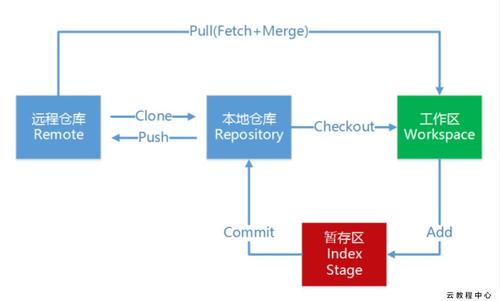 Pull(Fetch+Merge)
远程仓库
Remote
Clone
Push
本地仓库
Repository
Checkout
工作区
Workspace
Commit
暂存区
Index
Stage
Add
云教程中心